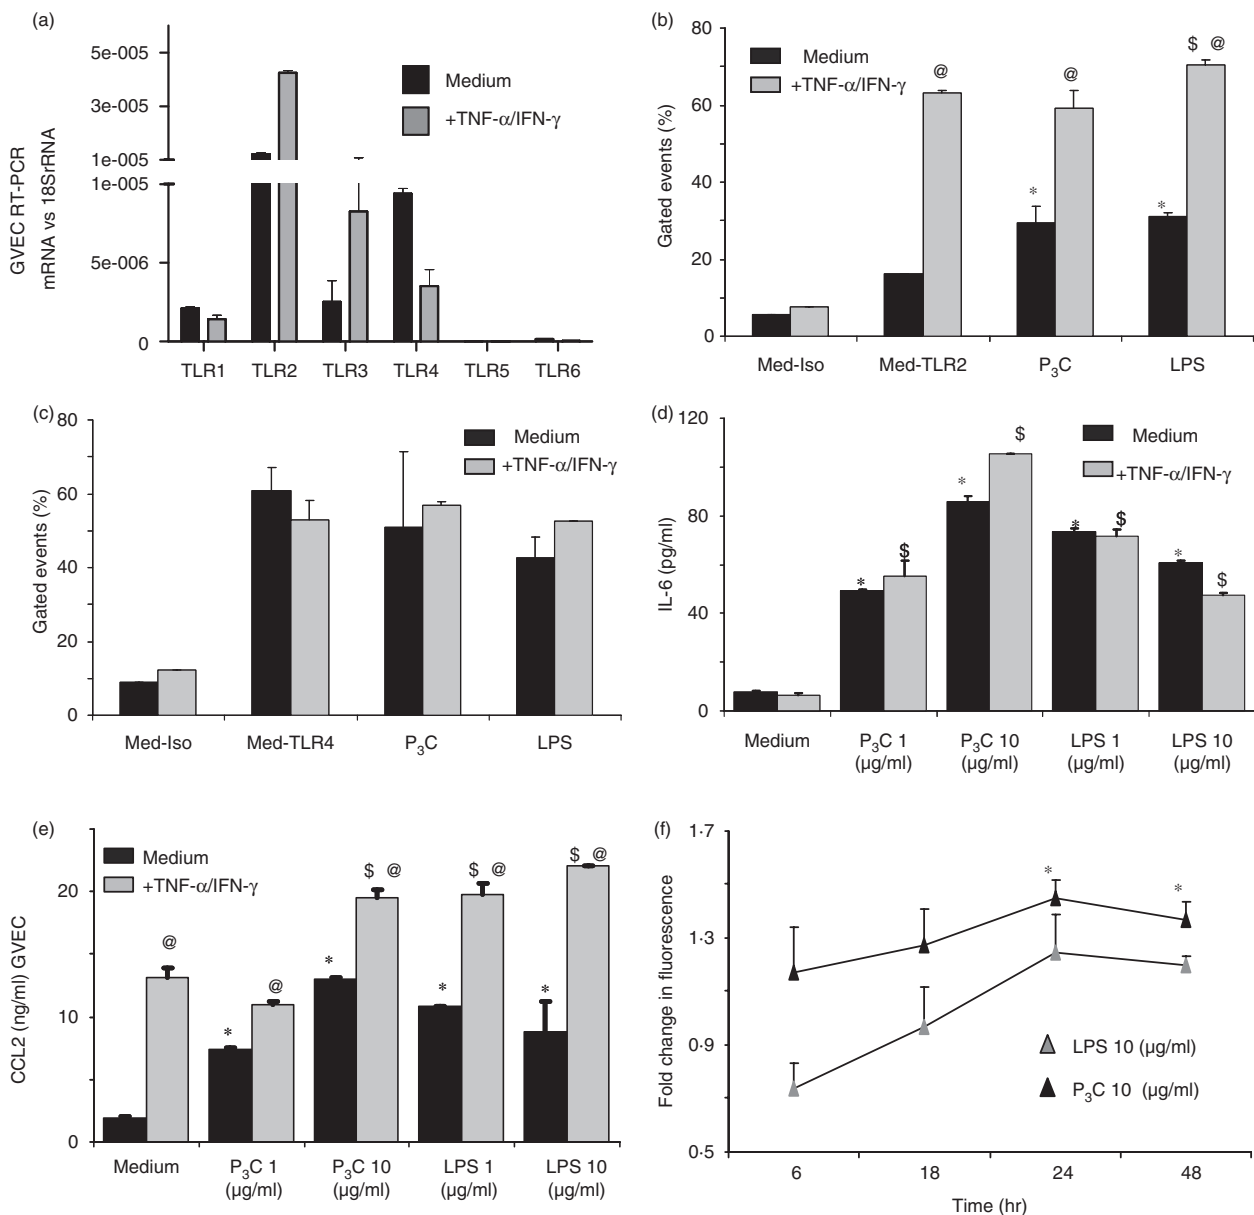 (a)
GVEC RT-PCR
mRNA vs 18SrRNA
5e-005
3e-005
1e-005
1e-005
5e-006
0
Medium
+TNF-α/IFN-γ
TLR1 TLR2 TLR3 TLR4 TLR5 TLR6
(b)
Gated events (%)
80
60
40
20
0
Medium
+TNF-α/IFN-γ
@
*
@
*
$ @
Med-Iso Med-TLR2 P₃C LPS
(c)
Gated events (%)
80
60
40
20
0
Medium
+TNF-α/IFN-γ
Med-Iso Med-TLR4 P₃C LPS
(d)
IL-6 (pg/ml)
120
80
40
0
Medium
+TNF-α/IFN-γ
* $
* $
* $
* $
Medium P₃C 1 P₃C 10 LPS 1 LPS 10
(µg/ml) (µg/ml) (µg/ml) (µg/ml)
(e)
CCL2 (ng/ml) GVEC
20
10
0
Medium
+TNF-α/IFN-γ
@
* @
* $ @
* $ @
* $ @
Medium P₃C 1 P₃C 10 LPS 1 LPS 10
(µg/ml) (µg/ml) (µg/ml) (µg/ml)
(f)
Fold change in fluorescence
1·7
1·3
0·9
0·5
* *
LPS 10 (µg/ml)
P₃C 10 (µg/ml)
6 18 24 48
Time (hr)